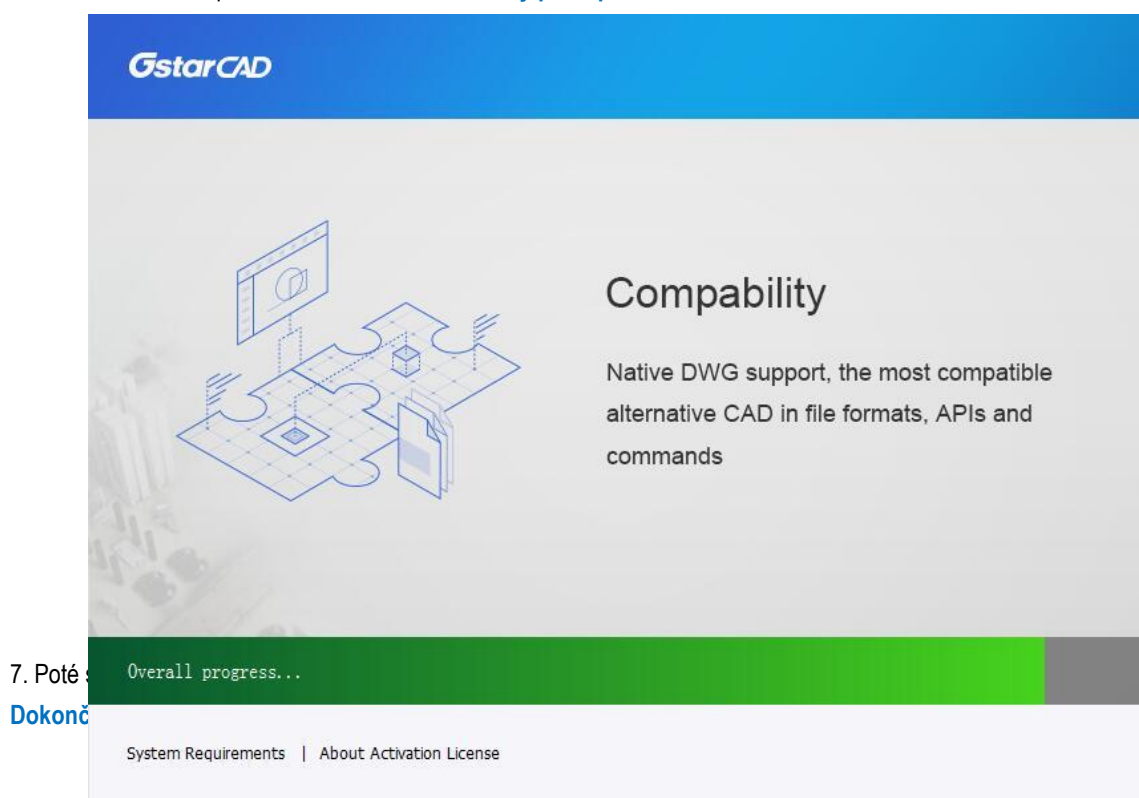 GstarCAD
Compability
Native DWG support, the most compatible
alternative CAD in file formats, APIs and
commands
7. Poté
Overall progress...
System Requirements | About Activation License